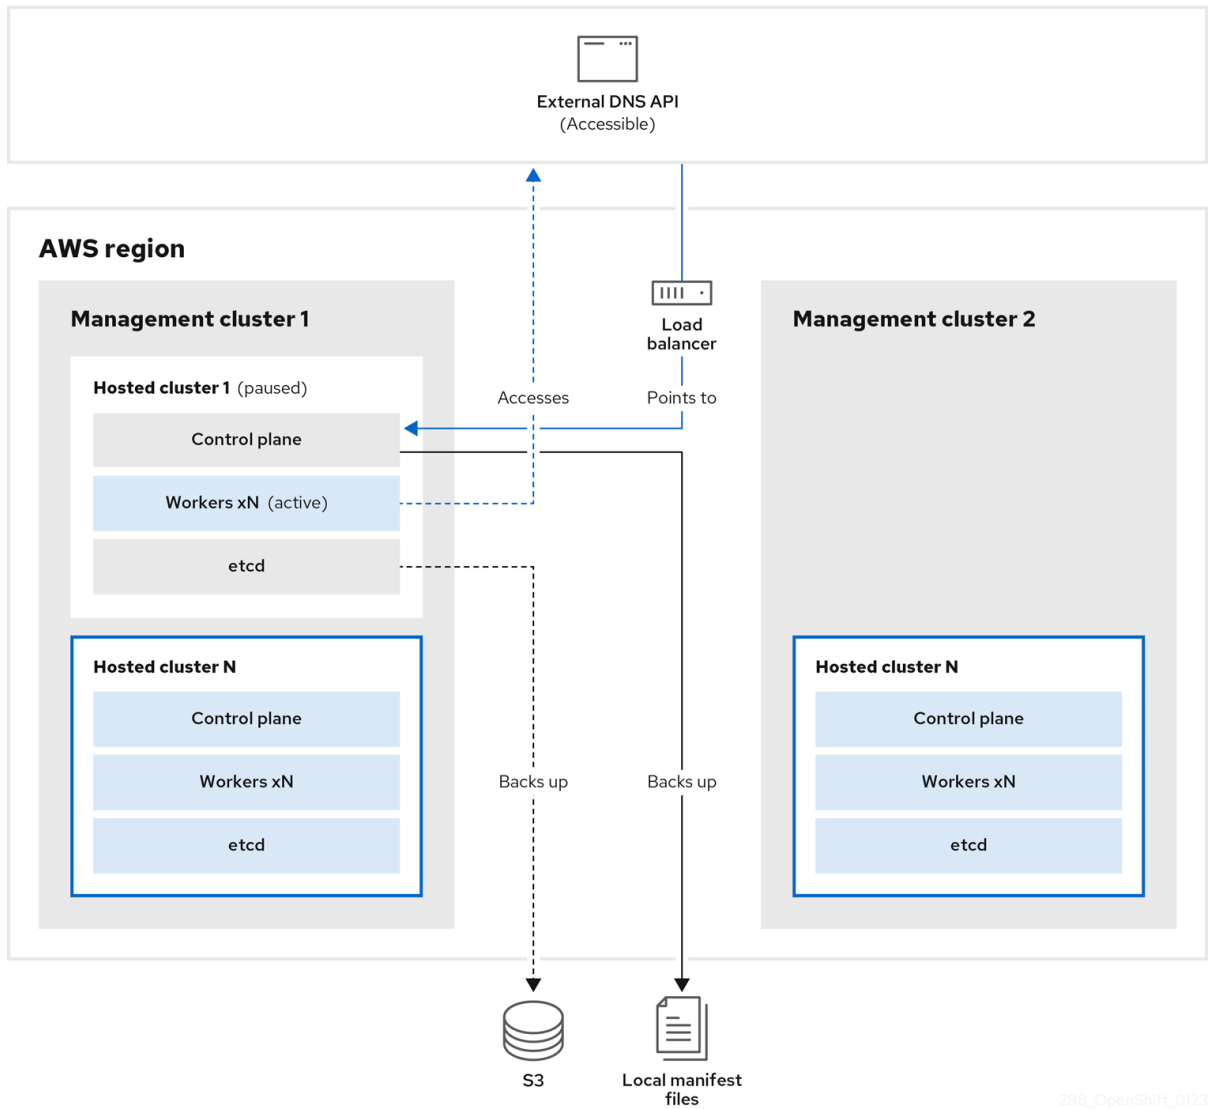 External DNS API
(Accessible)
AWS region
Management cluster 1
Hosted cluster 1 (paused)
Control plane
Workers xN (active)
etcd
Hosted cluster N
Control plane
Workers xN
etcd
Accesses
Load
balancer
Points to
Backs up
Backs up
Management cluster 2
Hosted cluster N
Control plane
Workers xN
etcd
S3
Local manifest
files
298_OpenShift_0123